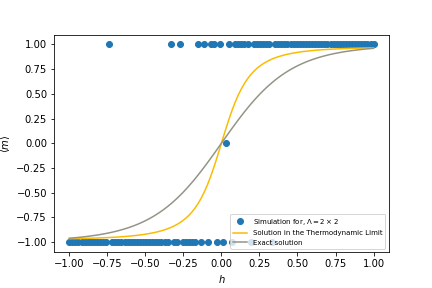 1.00
0.75
0.50
0.25
0.00
−0.25
−0.50
−0.75
−1.00
⟨m⟩
Simulation for, Λ = 2 × 2
Solution in the Thermodynamic Limit
Exact solution
−1.00 −0.75 −0.50 −0.25 0.00 0.25 0.50 0.75 1.00
h